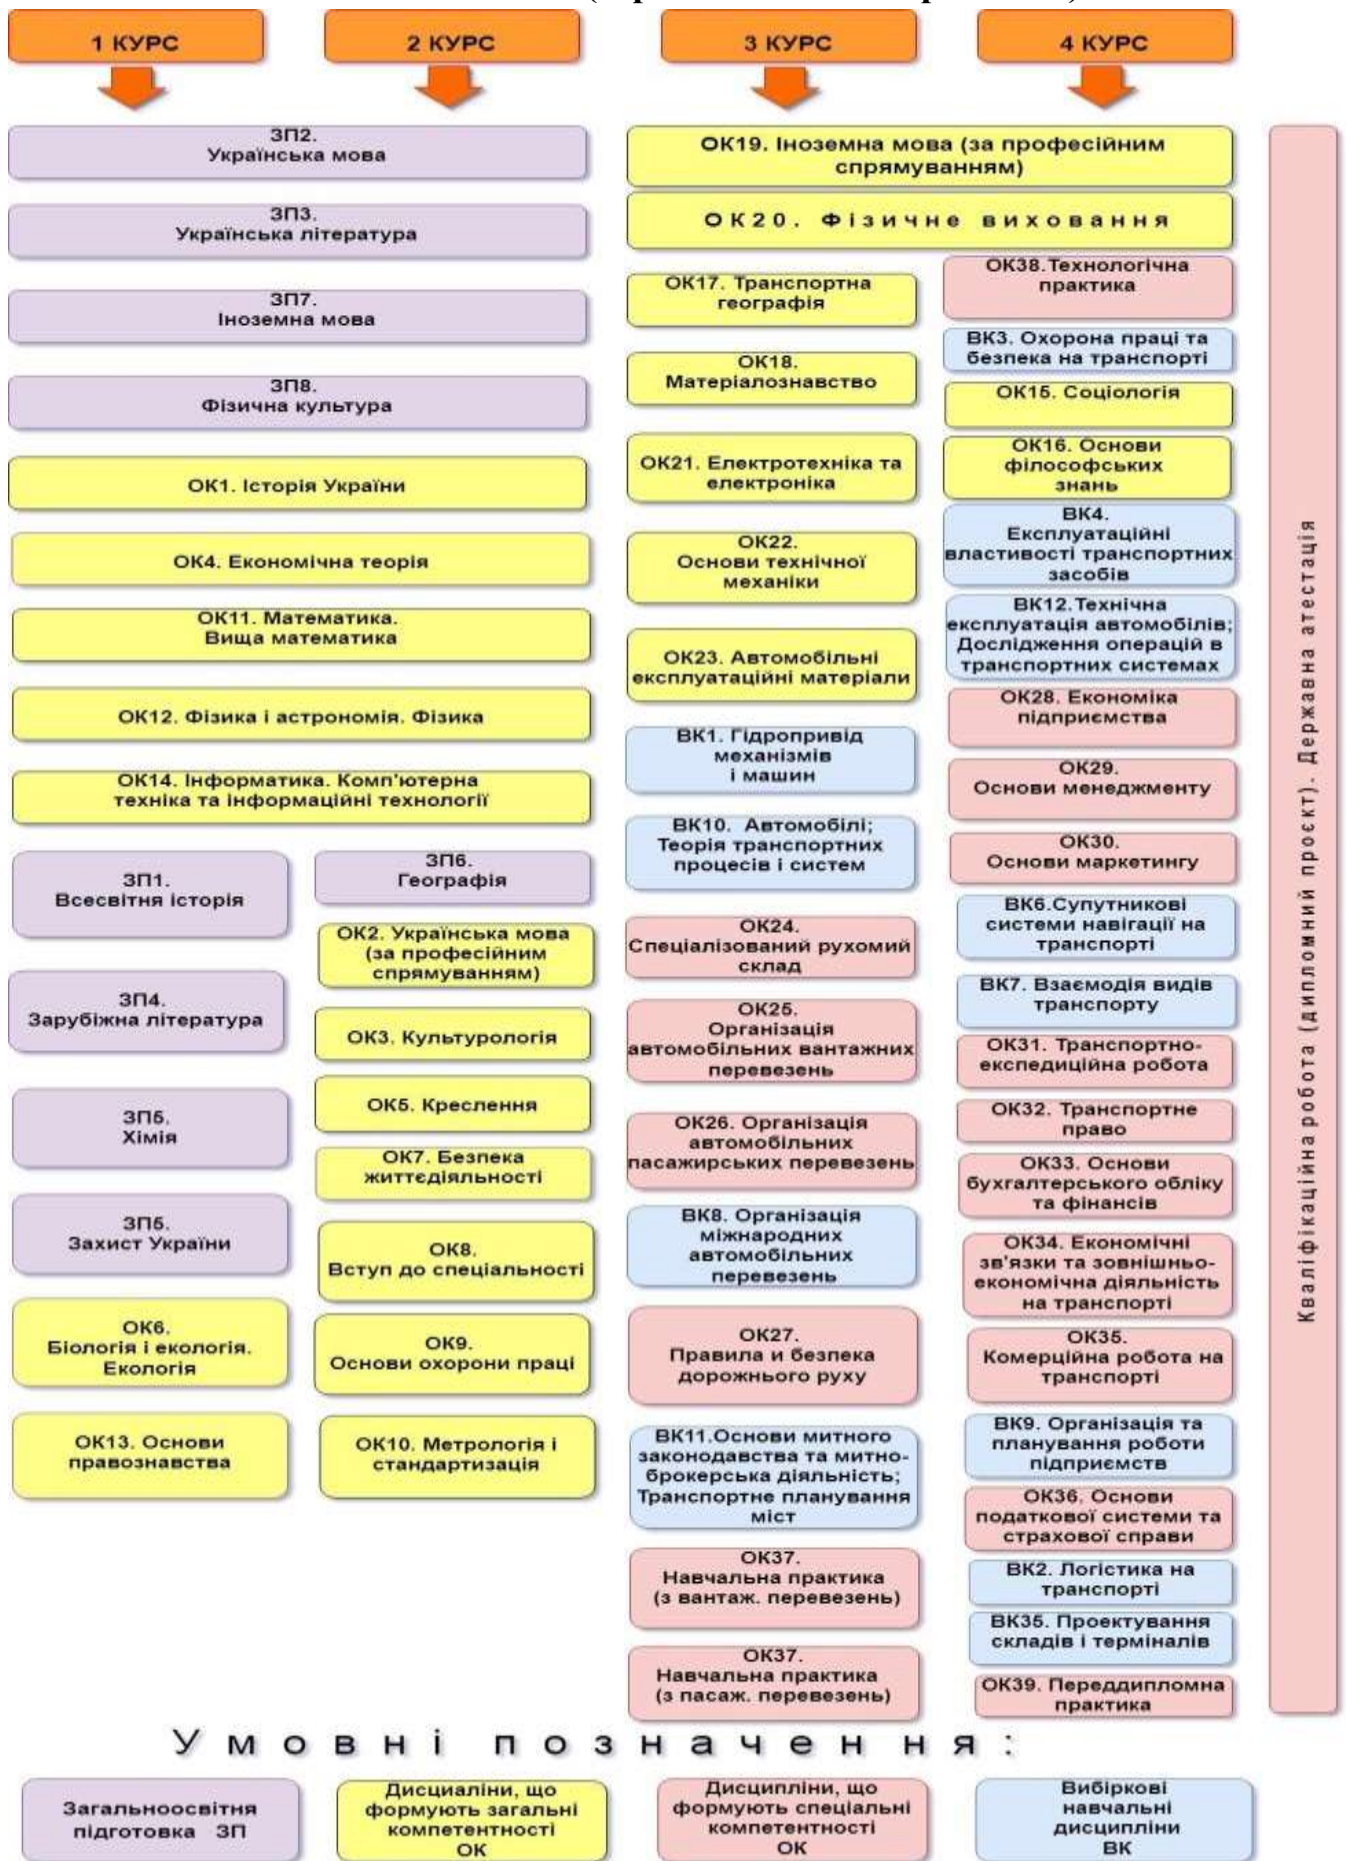 1 КУРС
2 КУРС
3 КУРС
4 КУРС
ЗП2.
Українська мова
ЗП3.
Українська література
ЗП7.
Іноземна мова
ЗП8.
Фізична культура
ОК1. Історія України
ОК4. Економічна теорія
ОК11. Математика.
Вища математика
ОК12. Фізика і астрономія. Фізика
ОК14. Інформатика. Комп'ютерна
техніка та інформаційні технології
ЗП1.
Всесвітня історія
ЗП4.
Зарубіжна література
ЗП5.
Хімія
ЗП5.
Захист України
ОК6.
Біологія і екологія.
Екологія
ОК13. Основи
правознавства
ЗП6.
Географія
ОК2. Українська мова
(за професійним
спрямуванням)
ОК3. Культурологія
ОК5. Креслення
ОК7. Безпека
життєдіяльності
ОК8.
Вступ до спеціальності
ОК9.
Основи охорони праці
ОК10. Метрологія і
стандартизація
ОК19. Іноземна мова (за професійним
спрямуванням)
ОК20. Фізичне виховання
ОК17. Транспортна
географія
ОК18.
Матеріалознавство
ОК21. Електротехніка та
електроніка
ОК22.
Основи технічної
механіки
ОК23. Автомобільні
експлуатаційні матеріали
ВК1. Гідропривід
механізмів
і машин
ВК10. Автомобілі;
Теорія транспортних
процесів і систем
ОК24.
Спеціалізований рухомий
склад
ОК25.
Організація
автомобільних вантажних
перевезень
ОК26. Організація
автомобільних
пасажирських перевезень
ВК8. Організація
міжнародних
автомобільних
перевезень
ОК27.
Правила и безпека
дорожнього руху
ВК11.Основи митного
законодавства та митно-
брокерська діяльність;
Транспортне планування
міст
ОК37.
Навчальна практика
(з вантаж. перевезень)
ОК37.
Навчальна практика
(з пасаж. перевезень)
ОК38.Технологічна
практика
ВК3. Охорона праці та
безпека на транспорті
ОК15. Соціологія
ОК16. Основи
філософських
знань
ВК4.
Експлуатаційні
властивості транспортних
засобів
ВК12.Технічна
експлуатація автомобілів;
Дослідження операцій в
транспортних системах
ОК28. Економіка
підприємства
ОК29.
Основи менеджменту
ОК30.
Основи маркетингу
ВК6.Супутникові
системи навігації на
транспорті
ВК7. Взаємодія видів
транспорту
ОК31. Транспортно-
експедиційна робота
ОК32. Транспортне
право
ОК33. Основи
бухгалтерського обліку
та фінансів
ОК34. Економічні
зв'язки та зовнішньо-
економічна діяльність
на транспорті
ОК35.
Комерційна робота на
транспорті
ВК9. Організація та
планування роботи
підприємств
ОК36. Основи
податкової системи та
страхової справи
ВК2. Логістика на
транспорті
ВК35. Проектування
складів і терміналів
ОК39. Переддипломна
практика
Кваліфікаційна робота (дипломний проєкт). Державна атестація
Умовні позначення:
Загальноосвітня
підготовка ЗП
Дисциаліни, що
формують загальні
компетентності
ОК
Дисципліни, що
формують спеціальні
компетентності
ОК
Вибіркові
навчальні
дисципліни
ВК